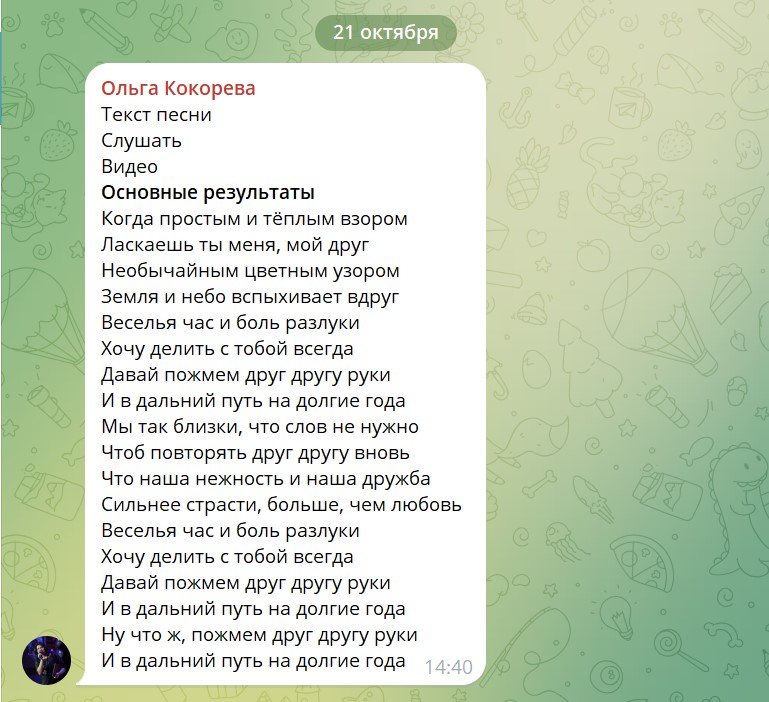 21 октября
Ольга Кокорева
Текст песни
Слушать
Видео
Основные результаты
Когда простым и тёплым взором
Ласкаешь ты меня, мой друг
Необычайным цветным узором
Земля и небо вспыхивает вдруг
Веселья час и боль разлуки
Хочу делить с тобой всегда
Давай пожмем друг другу руки
И в дальний путь на долгие года
Мы так близки, что слов не нужно
Чтоб повторять друг другу вновь
Что наша нежность и наша дружба
Сильнее страсти, больше, чем любовь
Веселья час и боль разлуки
Хочу делить с тобой всегда
Давай пожмем друг другу руки
И в дальний путь на долгие года
Ну что ж, пожмем друг другу руки
И в дальний путь на долгие года
14:40